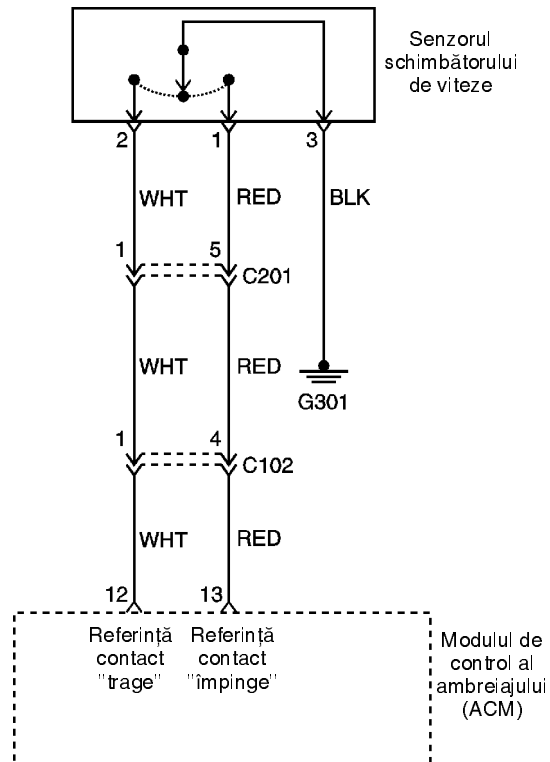 Senzorul
schimbătorului
de viteze
2
1
3
WHT
RED
BLK
1
5
C201
WHT
RED
G301
1
4
C102
WHT
RED
12
13
Referință
contact
"trage"
Referință
contact
"împinge"
Modulul de
control al
ambreiajului
(ACM)